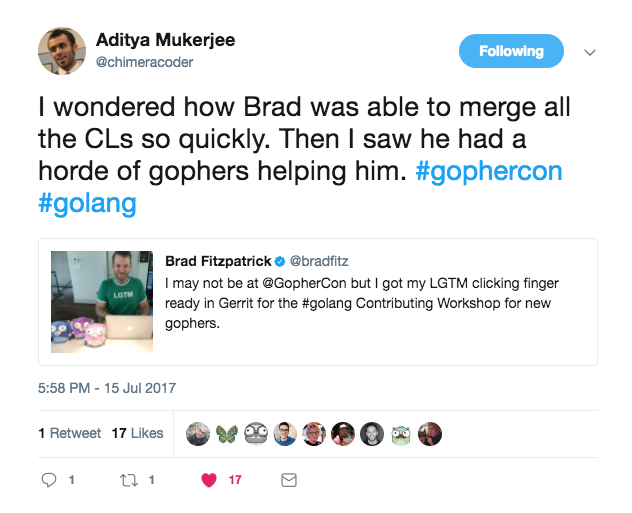 Aditya Mukerjee
@chimeracoder
Following
I wondered how Brad was able to merge all
the CLs so quickly. Then I saw he had a
horde of gophers helping him. #gophercon
#golang
LGTM
Brad Fitzpatrick @bradfitz
I may not be at @GopherCon but I got my LGTM clicking finger
ready in Gerrit for the #golang Contributing Workshop for new
gophers.
5:58 PM - 15 Jul 2017
1 Retweet 17 Likes
1 1 17